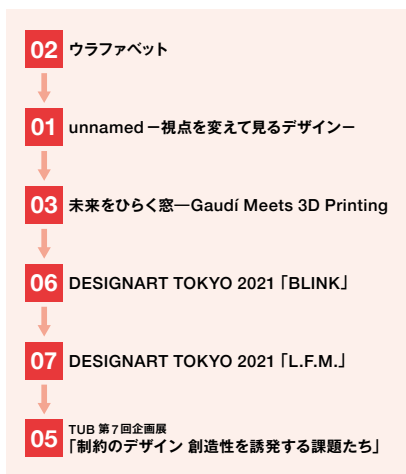 02 ウラファベット
01 unnamed −視点を変えて見るデザイン−
03 未来をひらく窓—Gaudí Meets 3D Printing
06 DESIGNART TOKYO 2021「BLINK」
07 DESIGNART TOKYO 2021「L.F.M.」
TUB 第7回企画展
05 「制約のデザイン 創造性を誘発する課題たち」